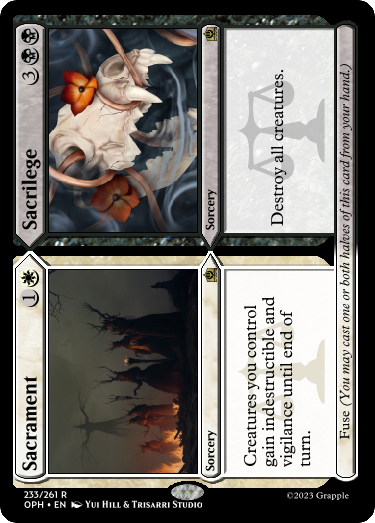 Sacrament 1
Sorcery
Creatures you control
gain indestructible and
vigilance until end of
turn.
Sacrilege 3
Sorcery
Destroy all creatures.
Fuse (You may cast one or both halves of this card from your hand.)
233/261 R
OPH • EN Yui Hill & Trisarri Studio
©2023 Grapple